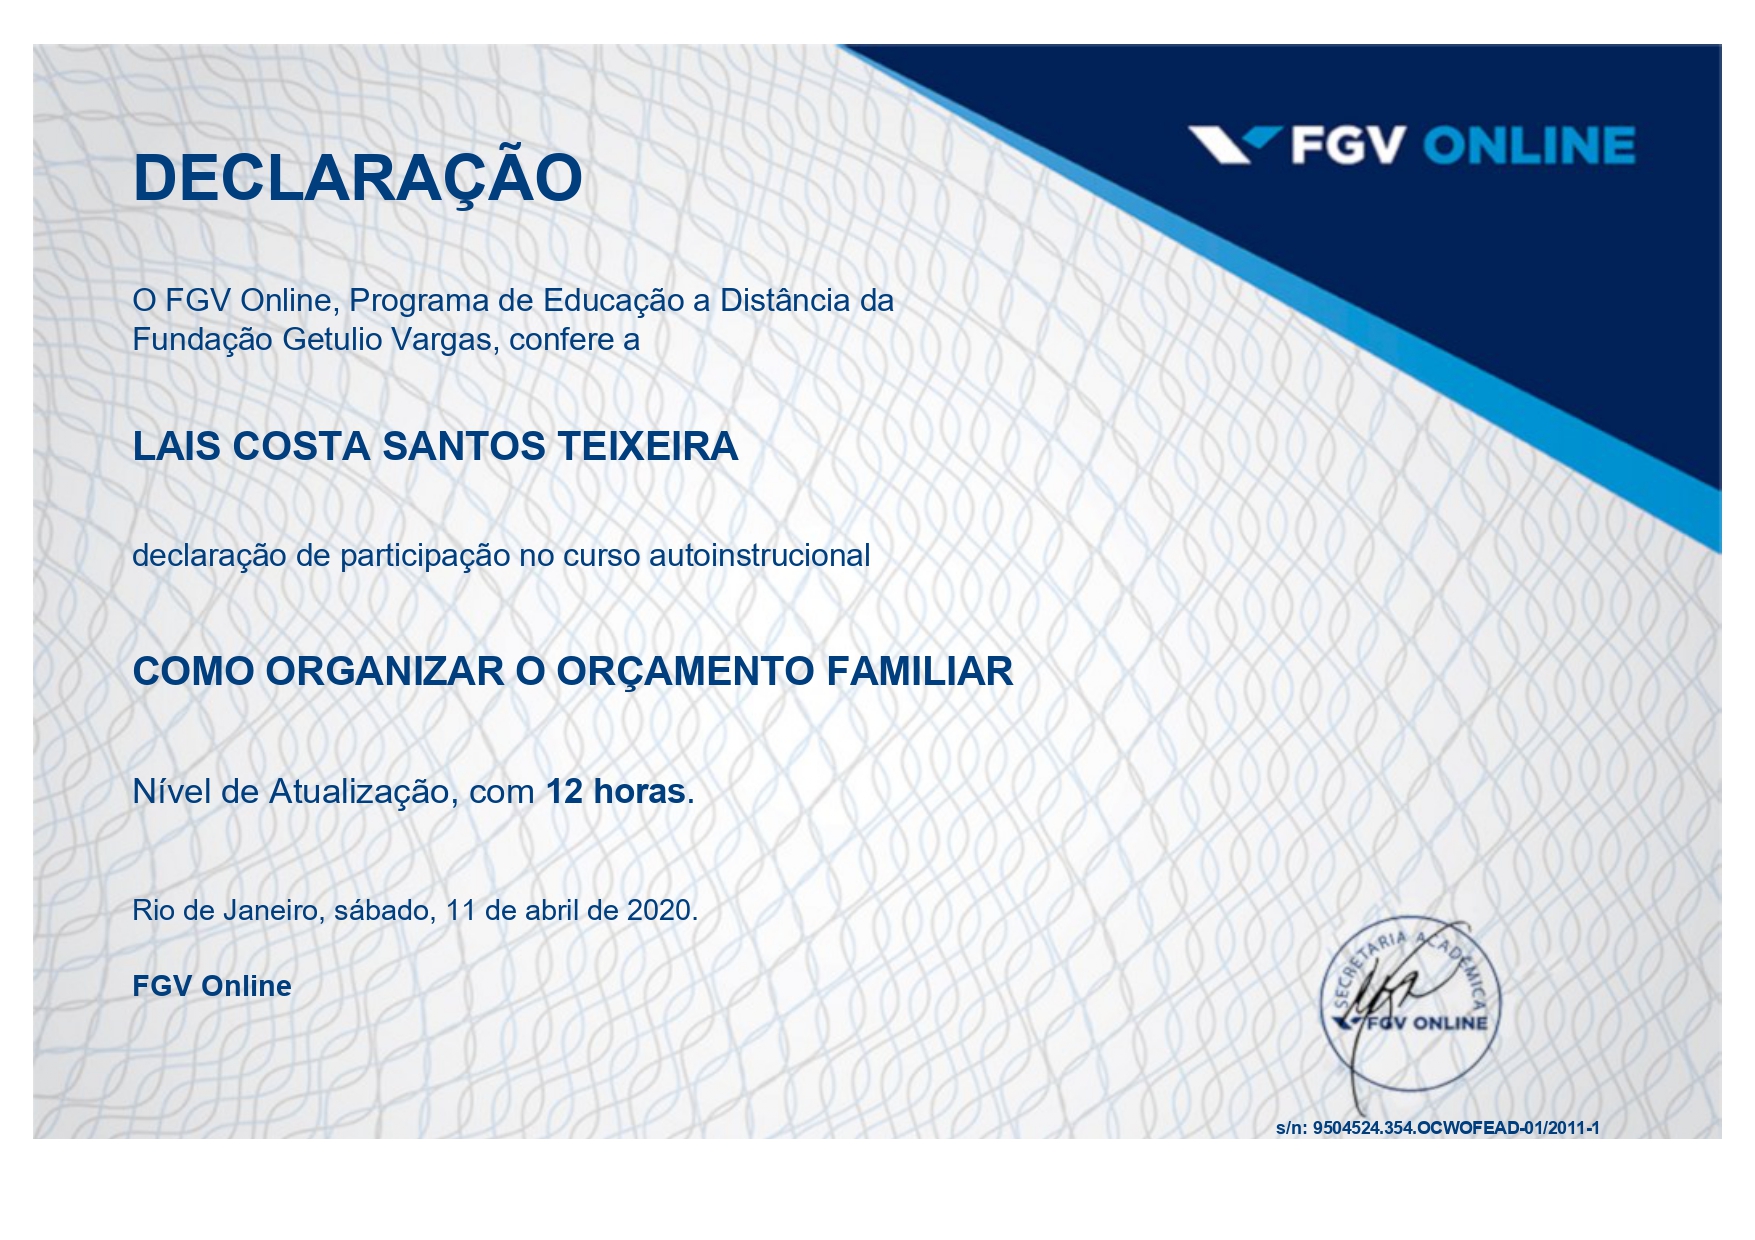 FGV ONLINE
DECLARAÇÃO
O FGV Online, Programa de Educação a Distância da
Fundação Getulio Vargas, confere a
LAIS COSTA SANTOS TEIXEIRA
declaração de participação no curso autoinstrucional
COMO ORGANIZAR O ORÇAMENTO FAMILIAR
Nível de Atualização, com 12 horas.
Rio de Janeiro, sábado, 11 de abril de 2020.
FGV Online
SECRETARIA ACADÊMICA
FGV ONLINE
s/n: 9504524.354.OCWOFEAD-01/2011-1